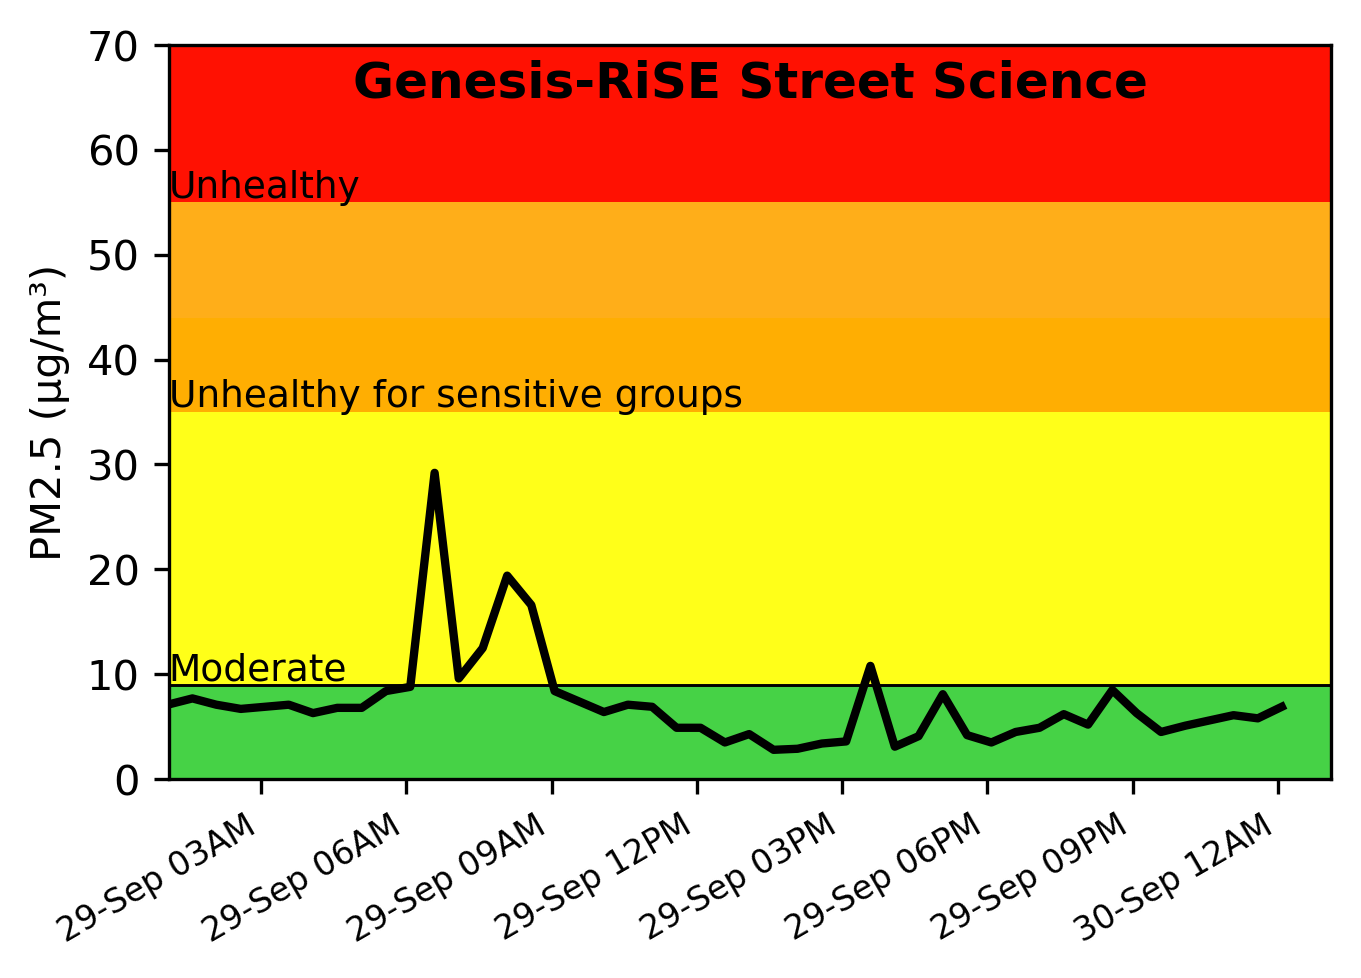 Genesis-RiSE Street Science
70
60
Unhealthy
50
40
Unhealthy for sensitive groups
30
20
10
Moderate
0
PM2.5 (µg/m³)
29-Sep 03AM
29-Sep 06AM
29-Sep 09AM
29-Sep 12PM
29-Sep 03PM
29-Sep 06PM
29-Sep 09PM
30-Sep 12AM